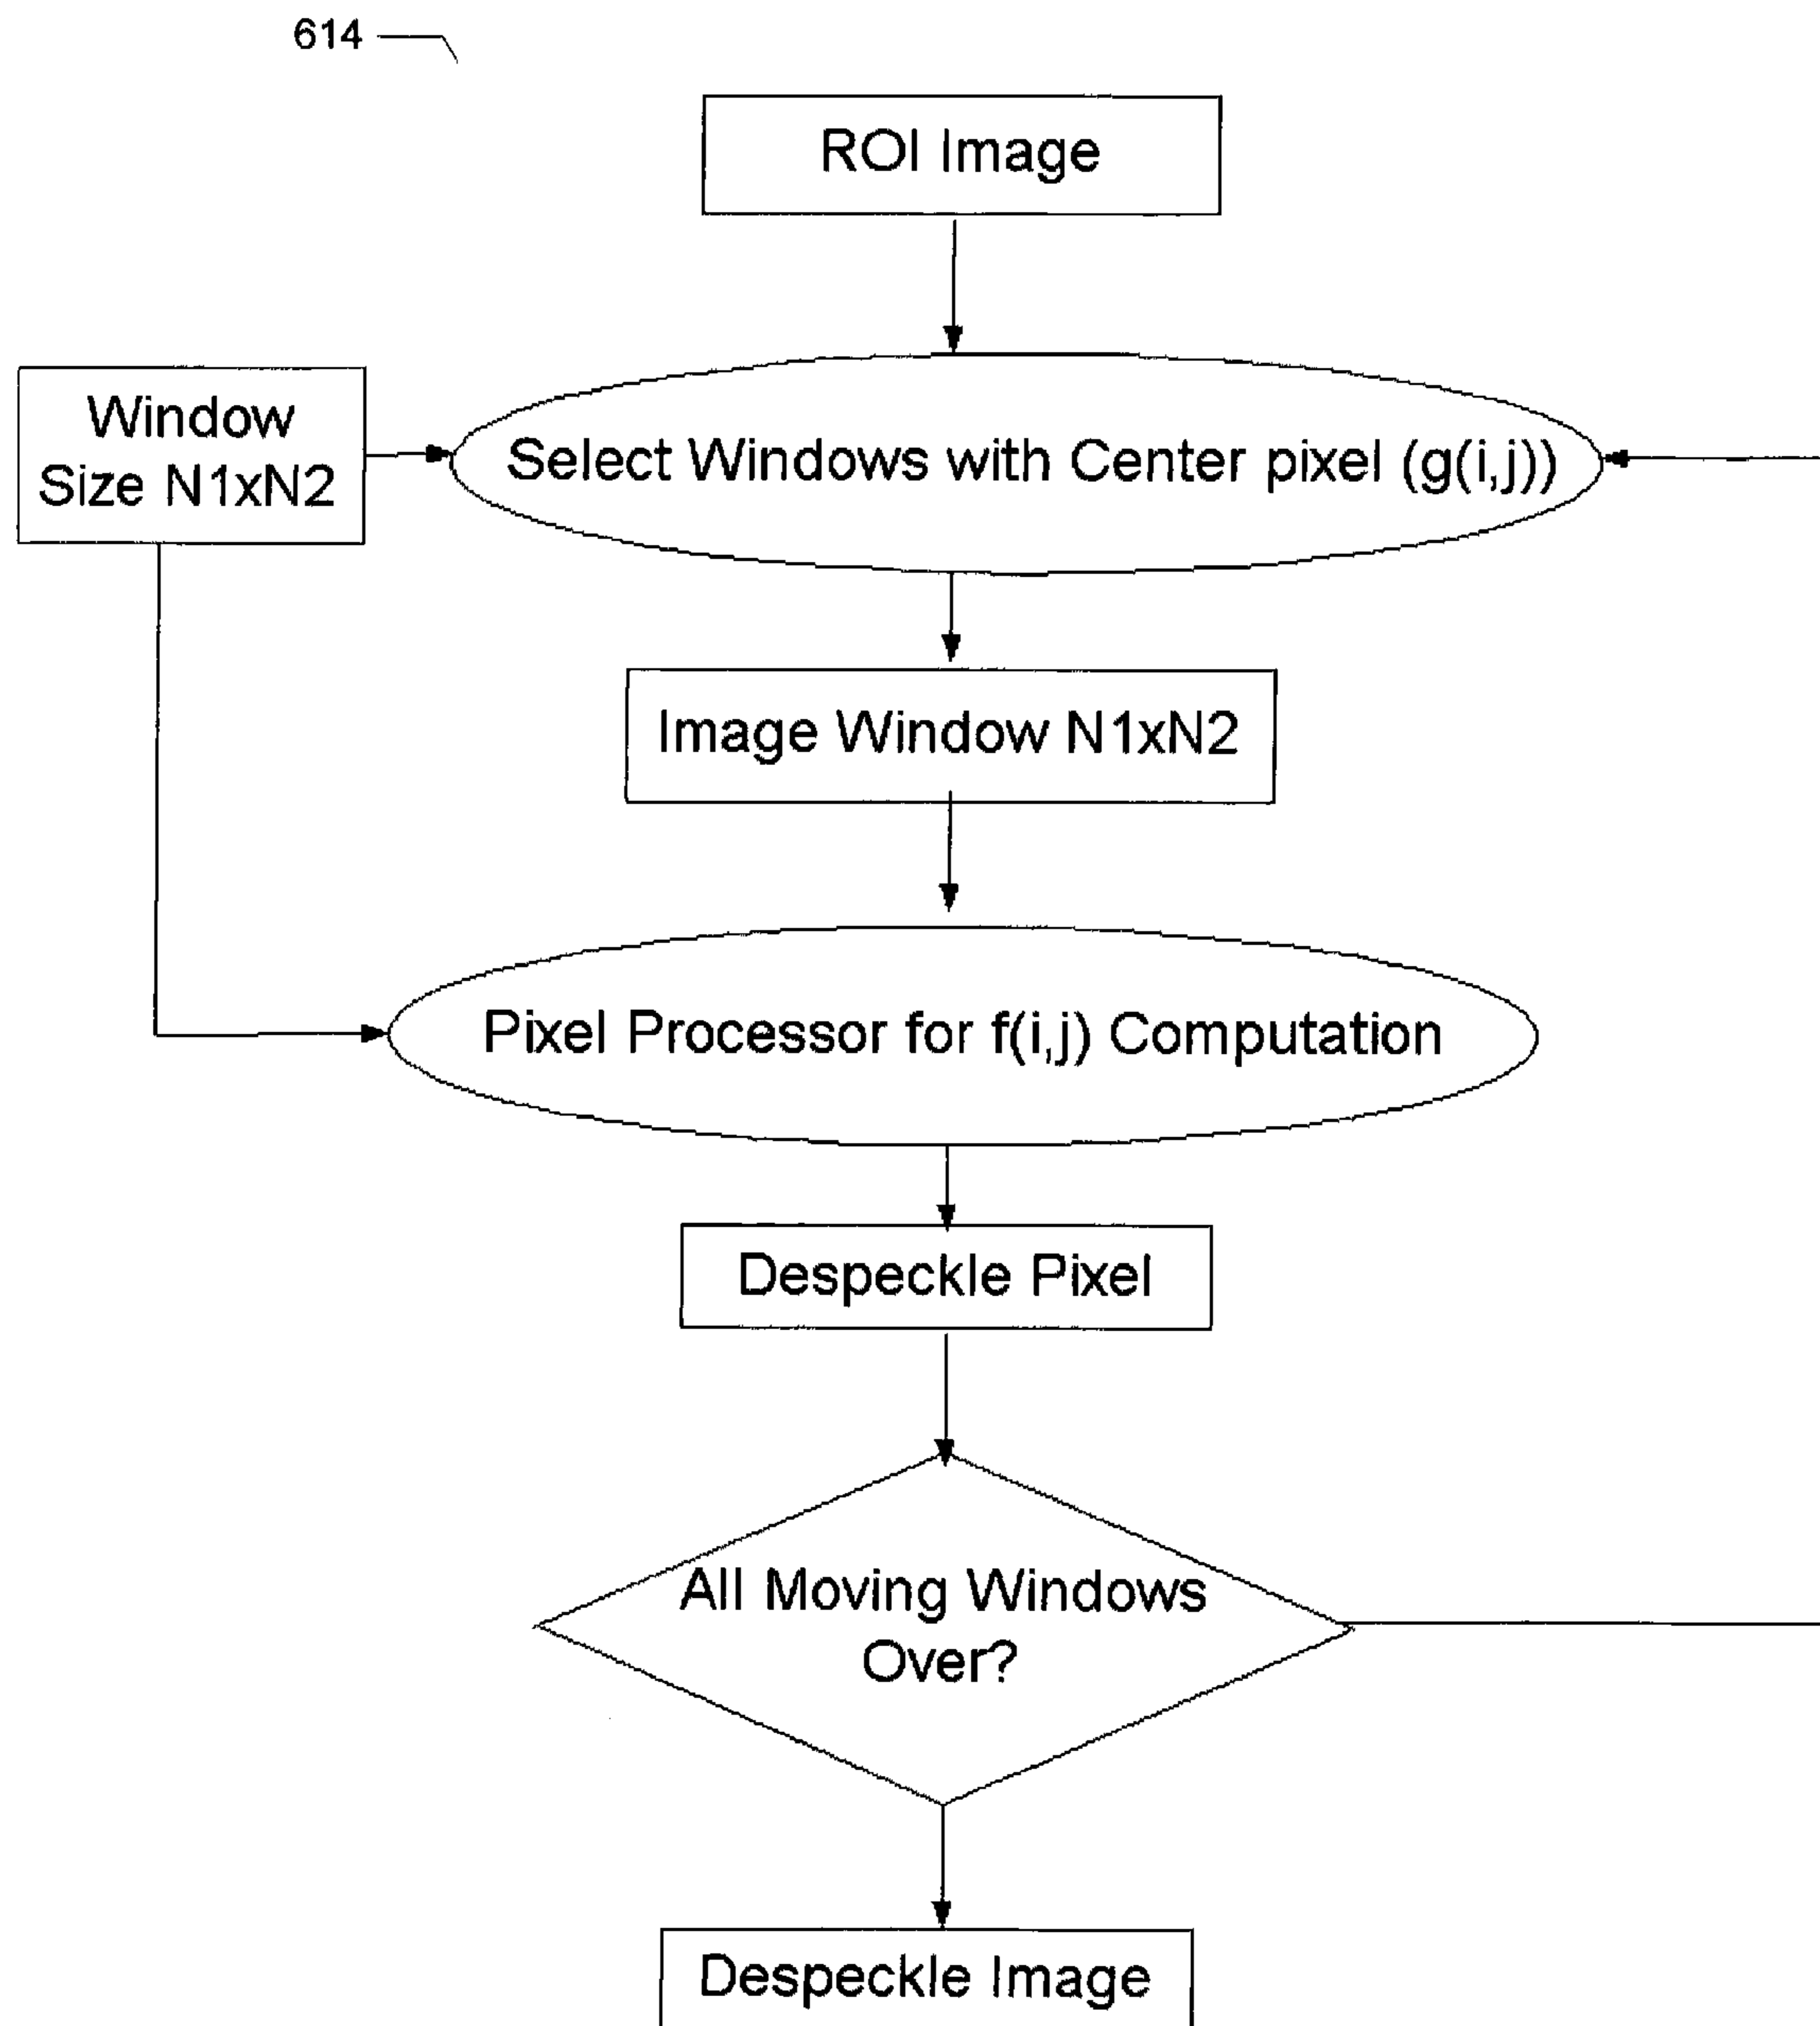 614
ROI Image
Window
Size N1xN2
Select Windows with Center pixel (g(i,j))
Image Window N1xN2
Pixel Processor for f(i,j) Computation
Despeckle Pixel
All Moving Windows
Over?
Despeckle Image